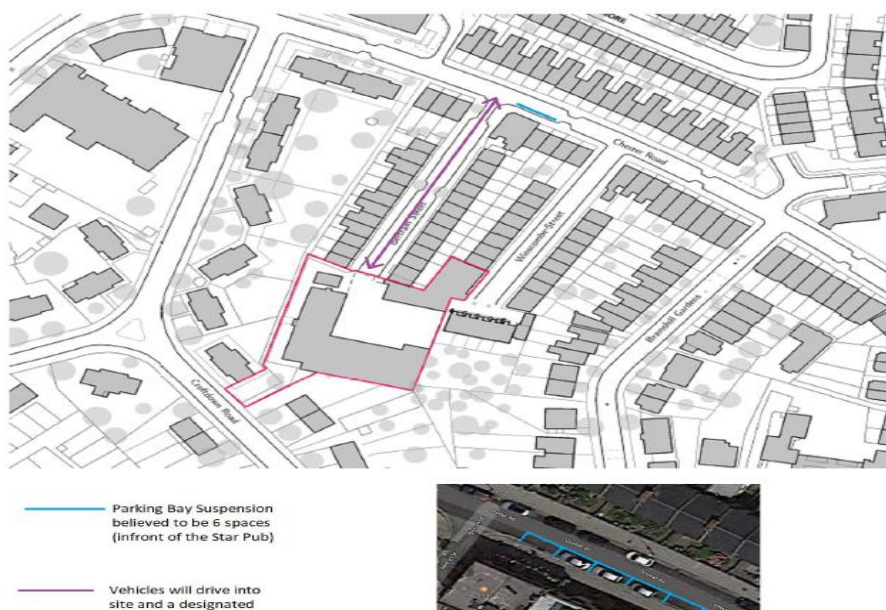 ORE
Chester Road
Winscombe Street
Bramshill Gardens
Croftdown Road
Parking Bay Suspension
believed to be 6 spaces
(infront of the Star Pub)
Vehicles will drive into
site and a designated